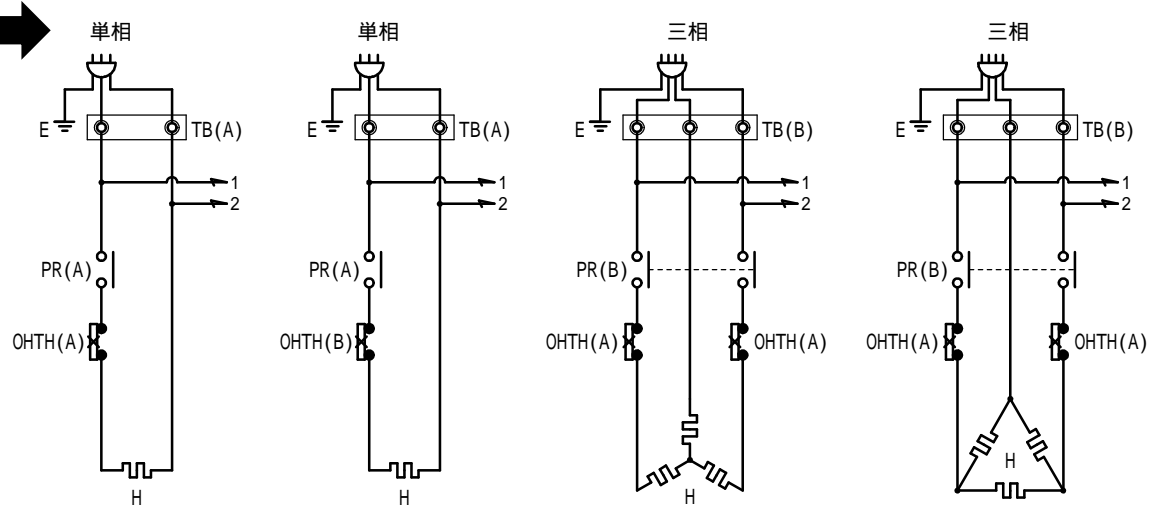 単相 単相 三相 三相
E TB(A) E TB(A) E TB(B) E TB(B)
1 1 1 1
2 2 2 2
PR(A) PR(A) PR(B) PR(B)
OHTH(A) OHTH(B) OHTH(A) OHTH(A) OHTH(A) OHTH(A)
H H H H